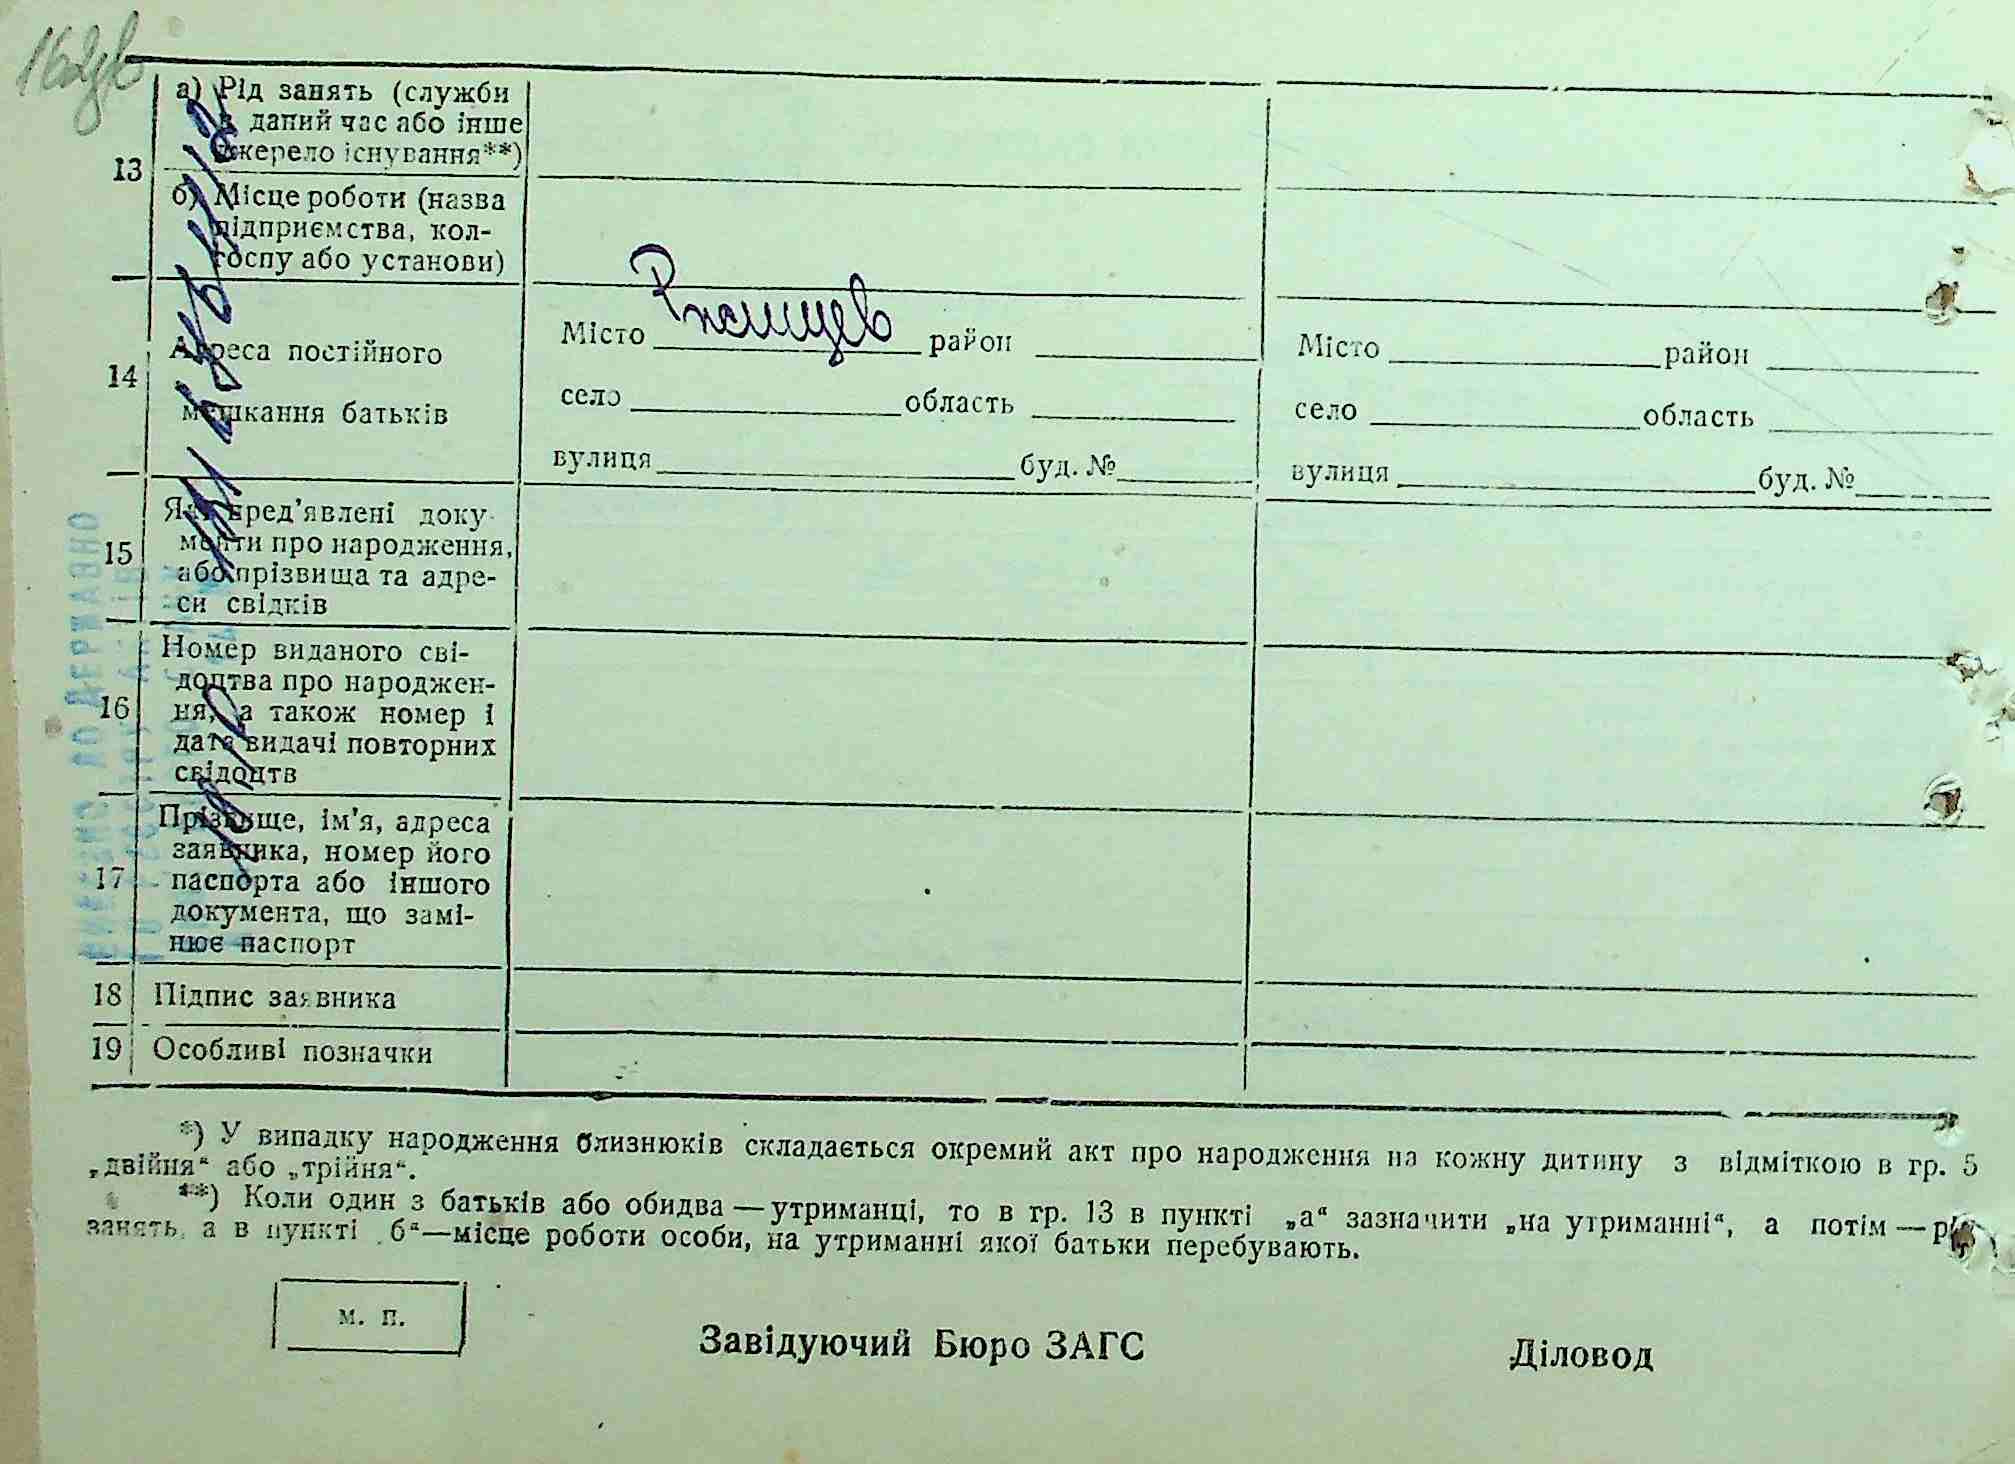 13
а) Рід занять (служби
в даний час або інше
джерело існування**)
б) Місце роботи (назва
підприємства, кол-
госпу або установи)
14
Адреса постійного
мешкання батьків
Місто Ржищев район
село область
вулиця буд. №
Місто район
село область
вулиця буд. №
15
Які пред’явлені доку-
менти про народження,
або прізвища та адре-
си свідків
16
Номер виданого сві-
доцтва про народжен-
ня, а також номер і
дата видачі повторних
свідоцтв
17
Прізвище, ім’я, адреса
заявника, номер його
паспорта або іншого
документа, що замі-
нює паспорт
18 Підпис заявника
19 Особливі позначки
*) У випадку народження близнюків складається окремий акт про народження на кожну дитину з відміткою в гр. 5
„двійня“ або „трійня“.
**) Коли один з батьків або обидва — утриманці, то в гр. 13 в пункті „а“ зазначити „на утриманні“, а потім —
занять, а в пункті б“—місце роботи особи, на утриманні якої батьки перебувають.
м. п.
Завідуючий Бюро ЗАГС
Діловод